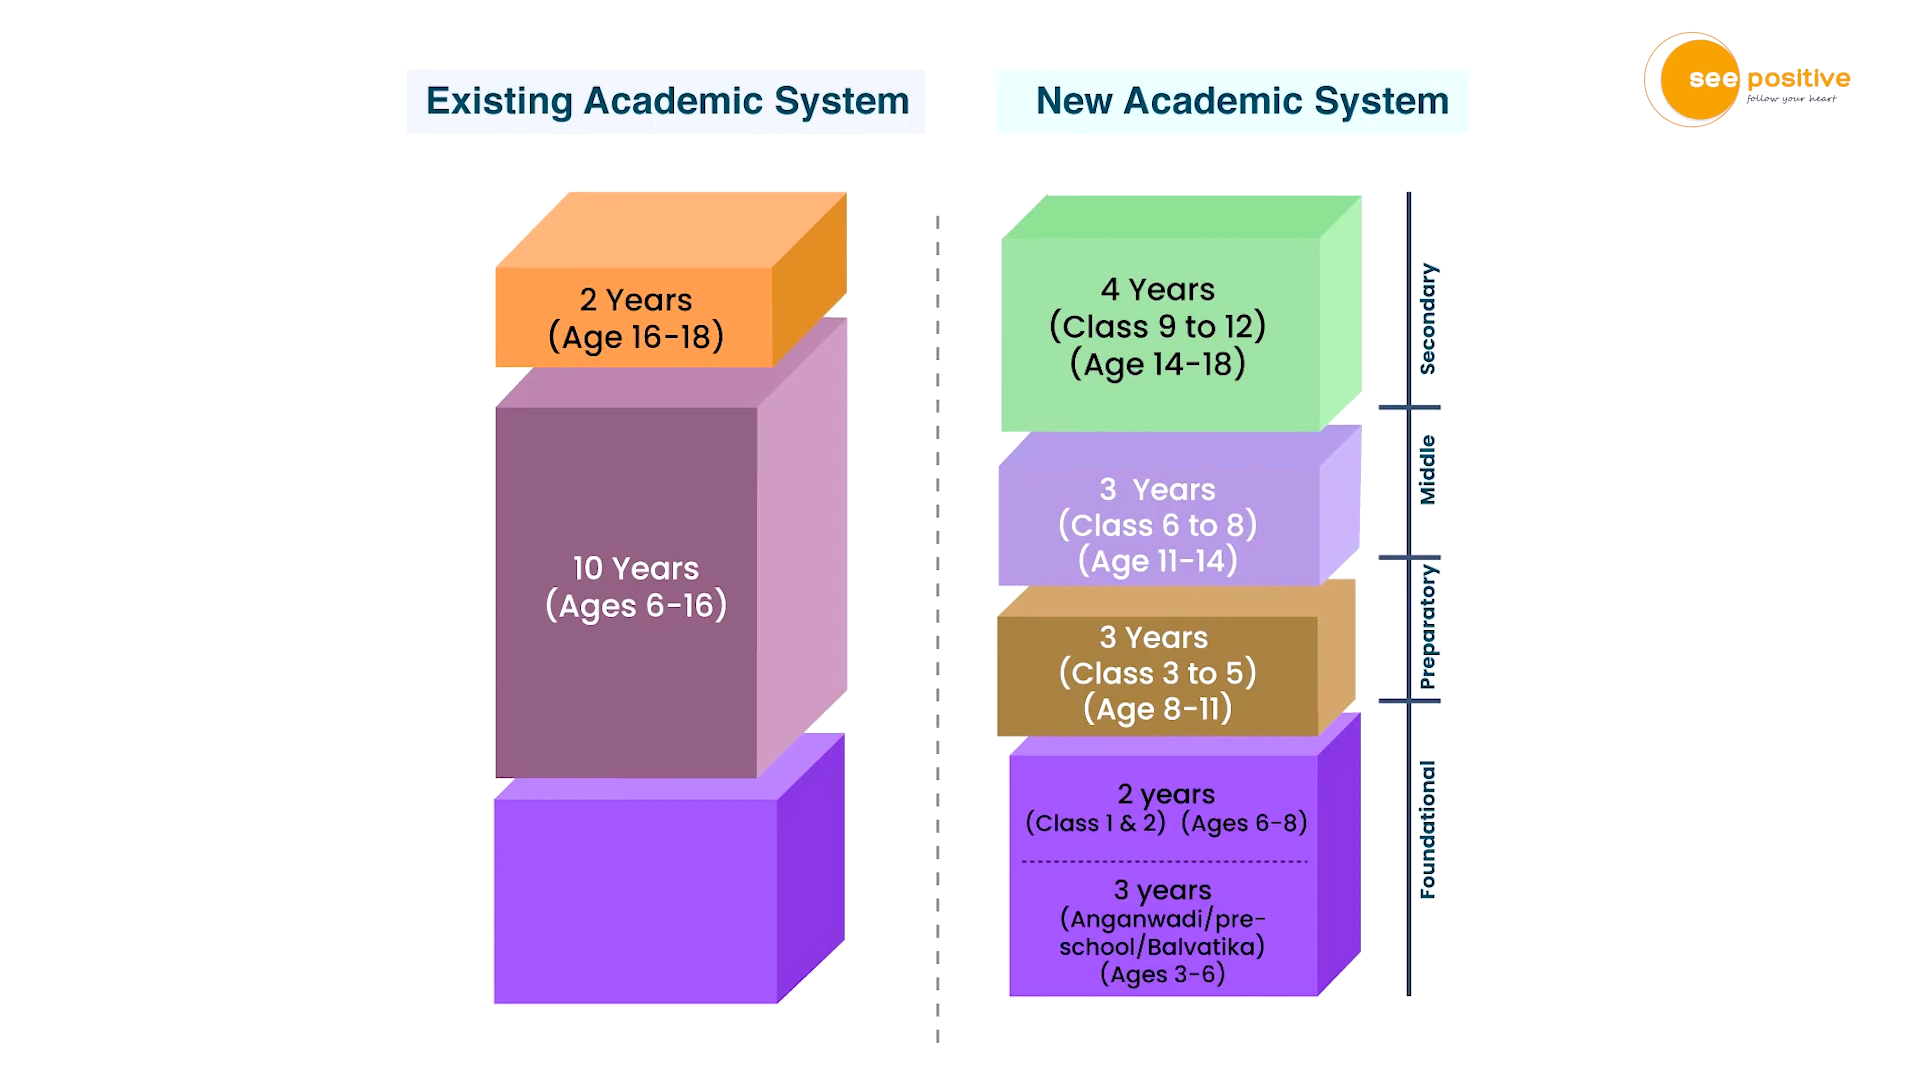 Existing Academic System
New Academic System
see positive
follow your heart
2 Years
(Age 16-18)
10 Years
(Ages 6-16)
4 Years
(Class 9 to 12)
(Age 14-18)
3 Years
(Class 6 to 8)
(Age 11-14)
3 Years
(Class 3 to 5)
(Age 8-11)
2 years
(Class 1 & 2) (Ages 6-8)
3 years
(Anganwadi/pre-
school/Balvatika)
(Ages 3-6)
Secondary
Middle
Preparatory
Foundational